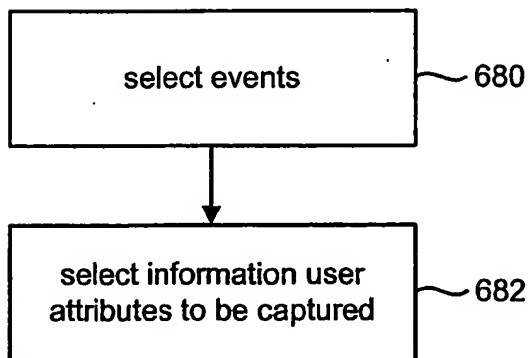 select events
680
select information user
attributes to be captured
682